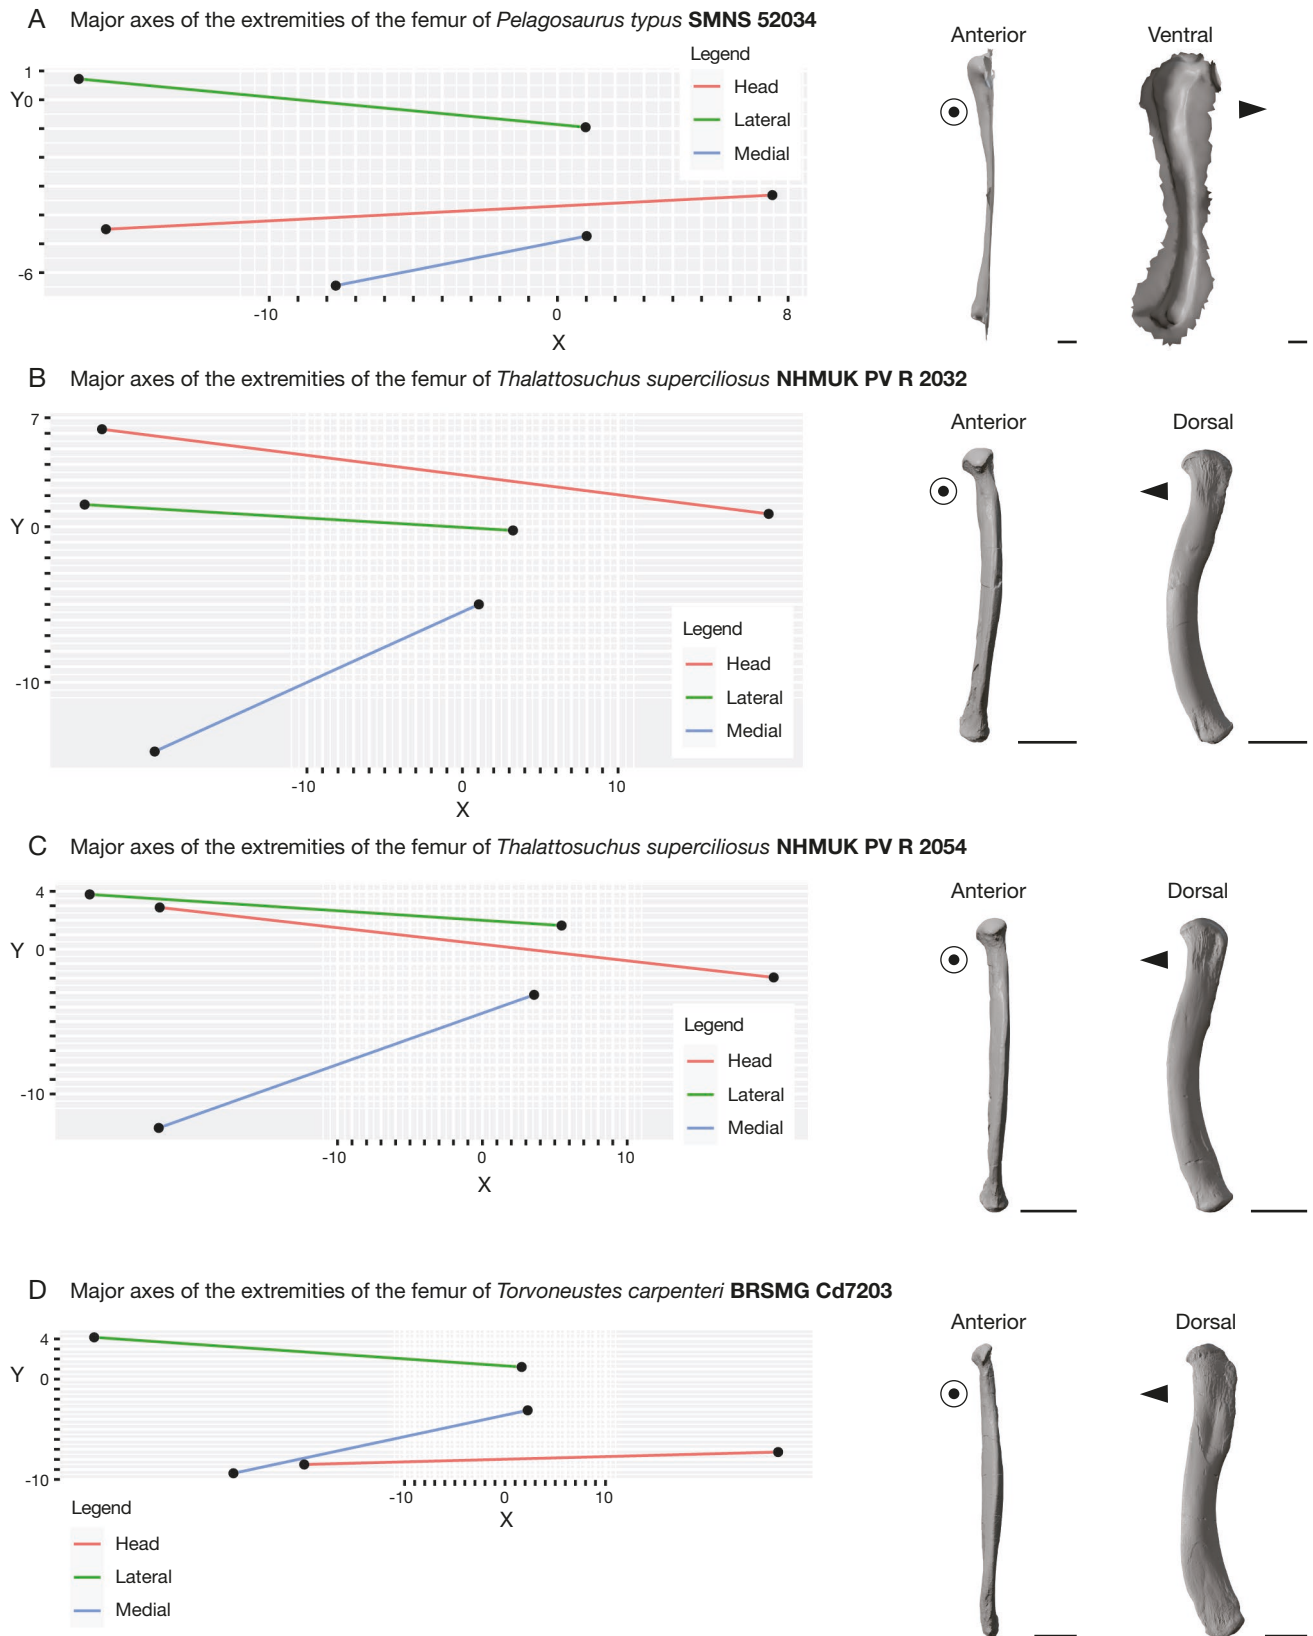 A Major axes of the extremities of the femur of Pelagosaurus typus SMNS 52034
Anterior Ventral
Legend
Head
Lateral
Medial
1
Y 0
-6
-10 0 8
X
B Major axes of the extremities of the femur of Thalattosuchus superciliosus NHMUK PV R 2032
Anterior Dorsal
7
Y 0
-10
Legend
Head
Lateral
Medial
-10 0 10
X
C Major axes of the extremities of the femur of Thalattosuchus superciliosus NHMUK PV R 2054
Anterior Dorsal
4
Y 0
-10
Legend
Head
Lateral
Medial
-10 0 10
X
D Major axes of the extremities of the femur of Torvoneustes carpenteri BRSMG Cd7203
Anterior Dorsal
4
Y 0
-10
-10 0 10
X
Legend
Head
Lateral
Medial